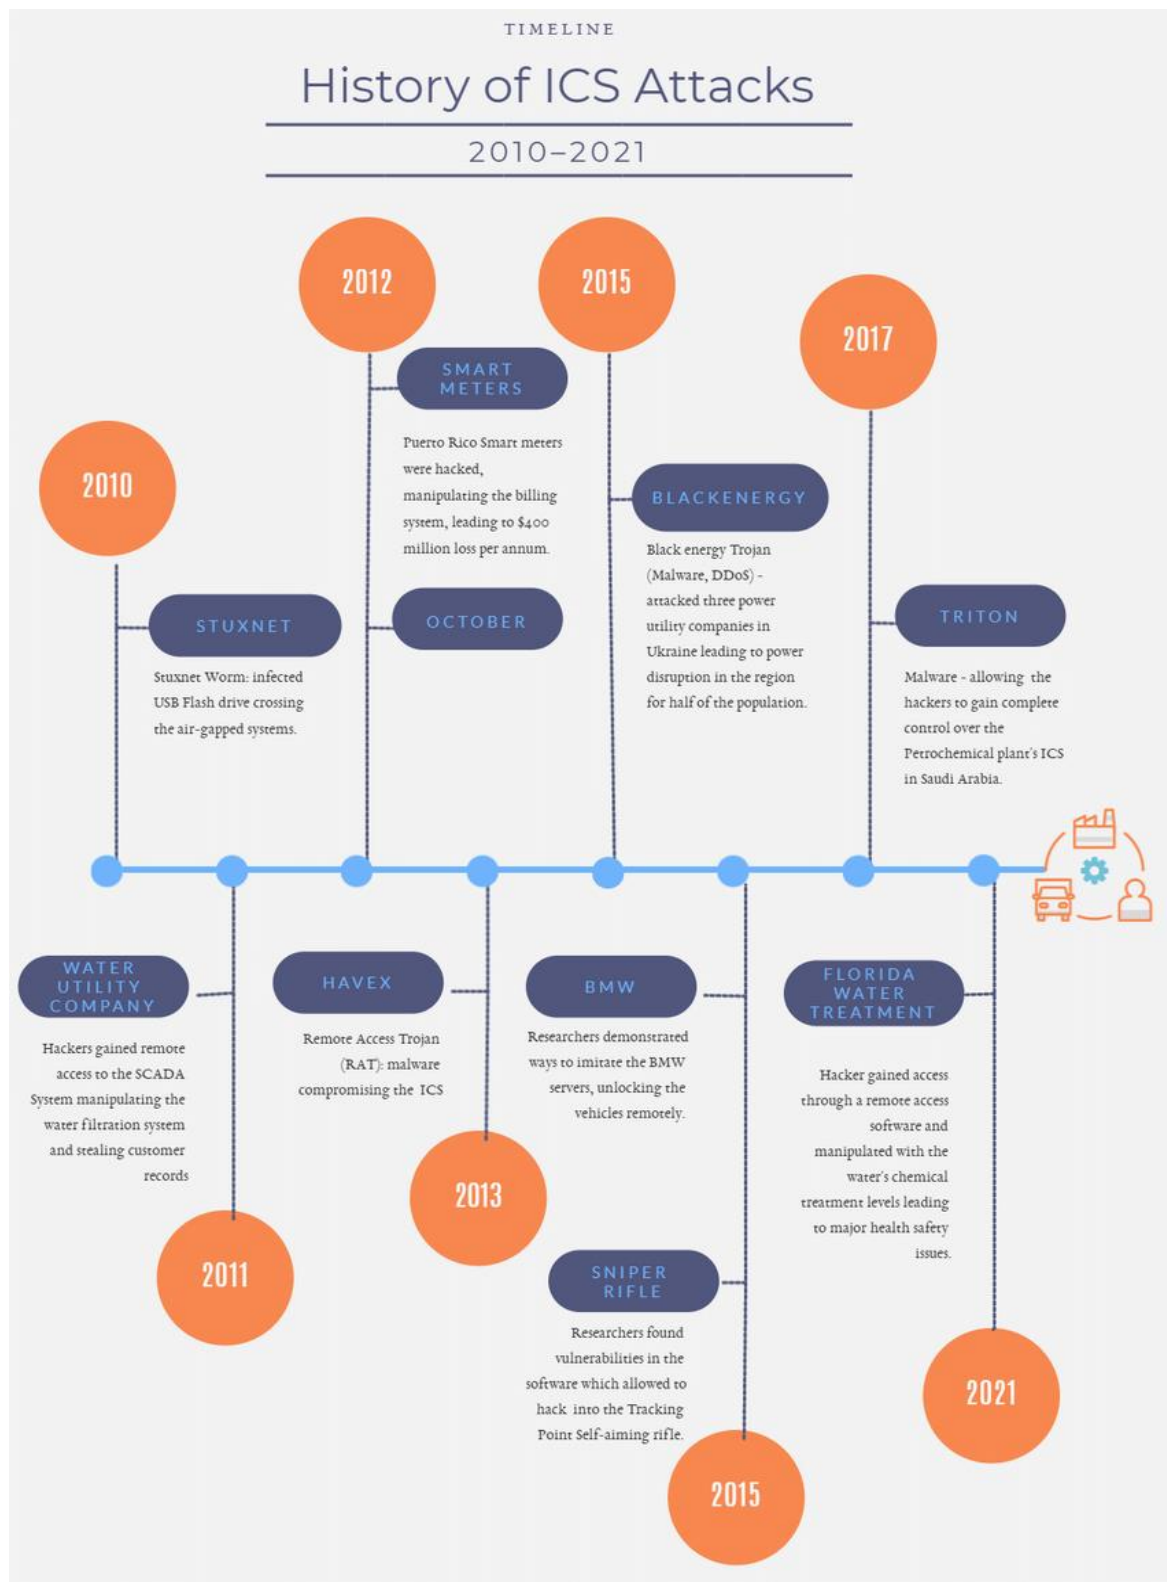 TIMELINE
History of ICS Attacks
2010–2021
2010
STUXNET
Stuxnet Worm: infected
USB Flash drive crossing
the air-gapped systems.
2011
WATER
UTILITY
COMPANY
Hackers gained remote
access to the SCADA
System manipulating the
water filtration system
and stealing customer
records
2012
SMART
METERS
Puerto Rico Smart meters
were hacked,
manipulating the billing
system, leading to $400
million loss per annum.
OCTOBER
HAVEX
Remote Access Trojan
(RAT): malware
compromising the ICS
2013
2015
BLACKENERGY
Black energy Trojan
(Malware, DDoS) -
attacked three power
utility companies in
Ukraine leading to power
disruption in the region
for half of the population.
BMW
Researchers demonstrated
ways to imitate the BMW
servers, unlocking the
vehicles remotely.
SNIPER
RIFLE
Researchers found
vulnerabilities in the
software which allowed to
hack into the Tracking
Point Self-aiming rifle.
2015
2017
TRITON
Malware - allowing the
hackers to gain complete
control over the
Petrochemical plant's ICS
in Saudi Arabia.
FLORIDA
WATER
TREATMENT
Hacker gained access
through a remote access
software and
manipulated with the
water's chemical
treatment levels leading
to major health safety
issues.
2021